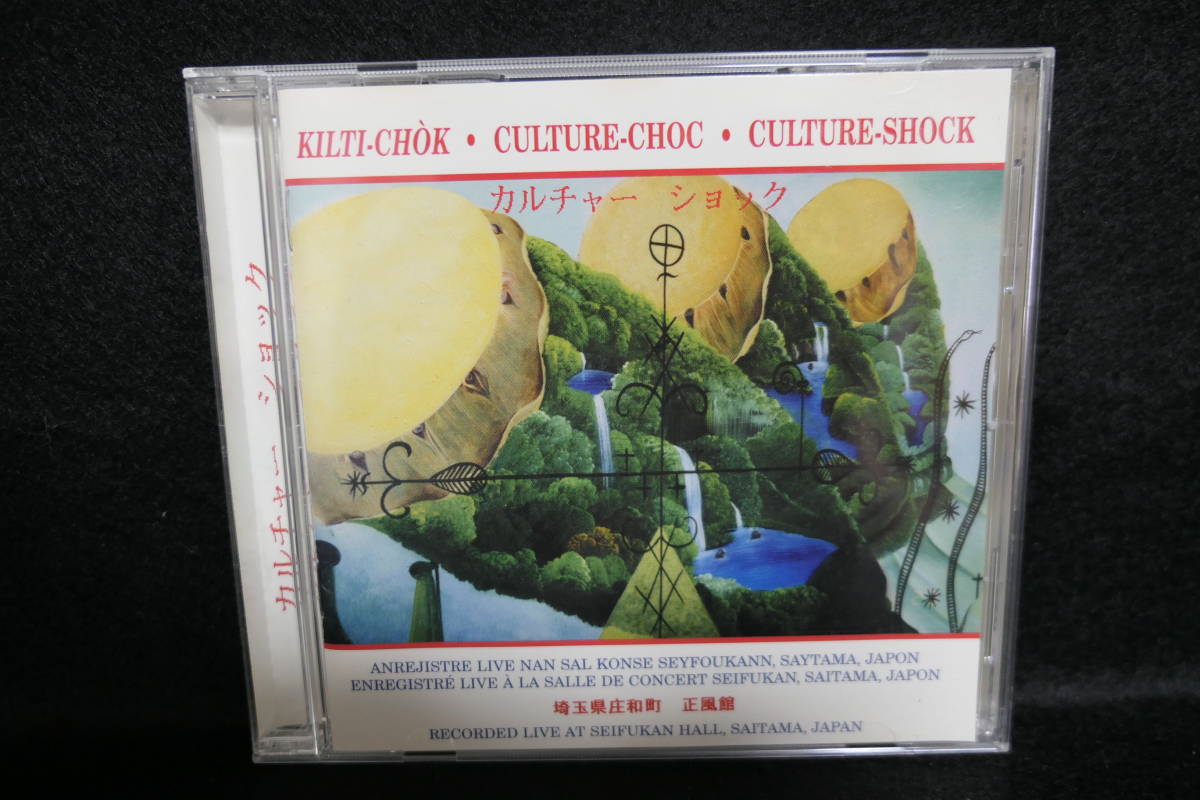 KILTI-CHÒK • CULTURE-CHOC • CULTURE-SHOCK
カルチャー ショック
カルチャー ショック
ANREJISTRE LIVE NAN SAL KONSE SEYFOUKANN, SAYTAMA, JAPON
ENREGISTRÉ LIVE À LA SALLE DE CONCERT SEIFUKAN, SAITAMA, JAPON
埼玉県庄和町 正風館
RECORDED LIVE AT SEIFUKAN HALL, SAITAMA, JAPAN